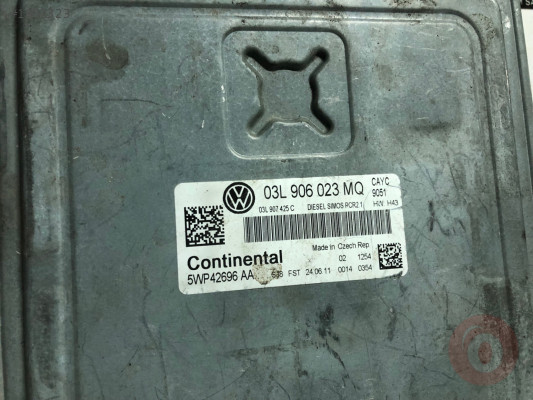 03L 906 023 MQ CAYC
9051
03L 907 425 C DIESEL SIMOS PCR2.1 HW H43
Made in Czech Rep
Continental 02 1254
5WP42696 AA FST 24.06.11 0014 0354